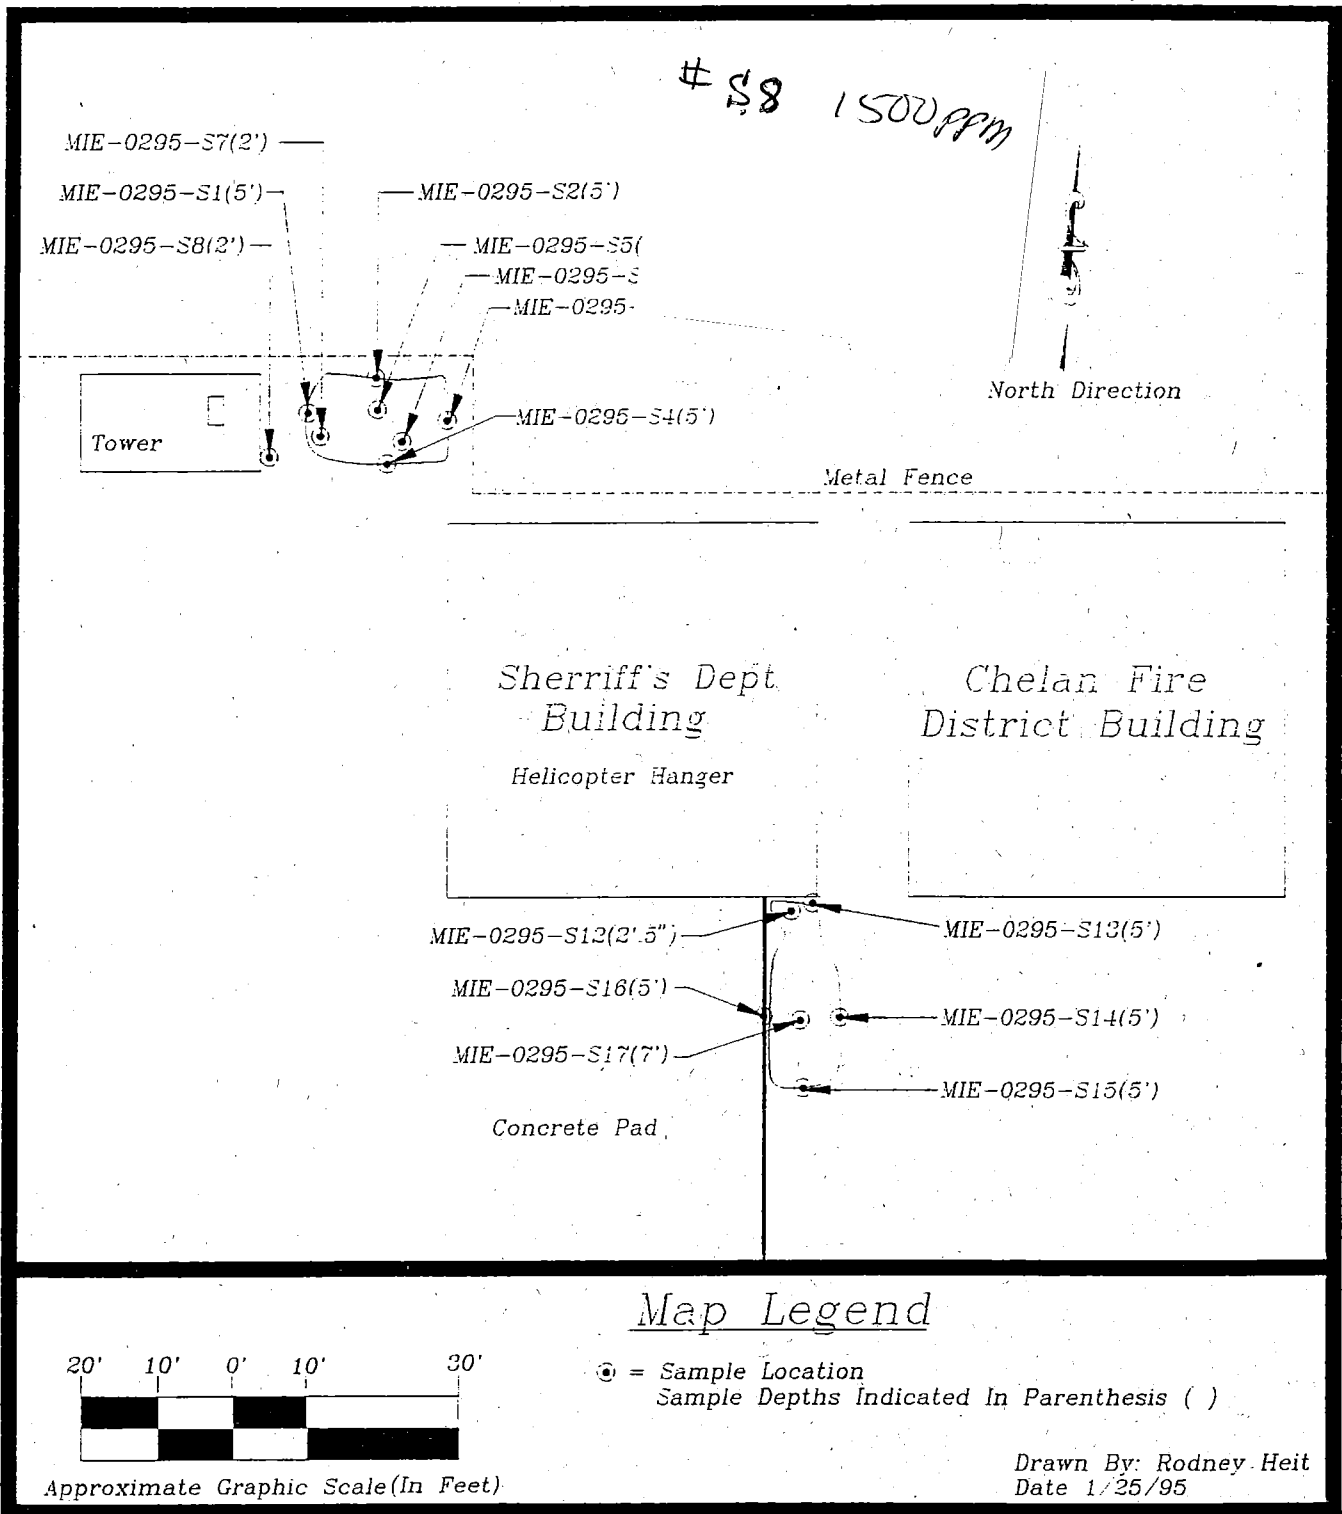 # S8 1500 ppm
MIE-0295-S7(2')
MIE-0295-S1(5')
MIE-0295-S2(5')
MIE-0295-S8(2')
MIE-0295-S5(
MIE-0295-S
MIE-0295-
North Direction
MIE-0295-S4(5')
Tower
Metal Fence
Sherriff's Dept
Building
Helicopter Hanger
Chelan Fire
District Building
MIE-0295-S12(2'.5")
MIE-0295-S13(5')
MIE-0295-S16(5')
MIE-0295-S14(5')
MIE-0295-S17(7')
MIE-0295-S15(5')
Concrete Pad
Map Legend
20' 10' 0' 10' 30'
= Sample Location
Sample Depths Indicated In Parenthesis ( )
Approximate Graphic Scale(In Feet)
Drawn By: Rodney Heit
Date 1/25/95